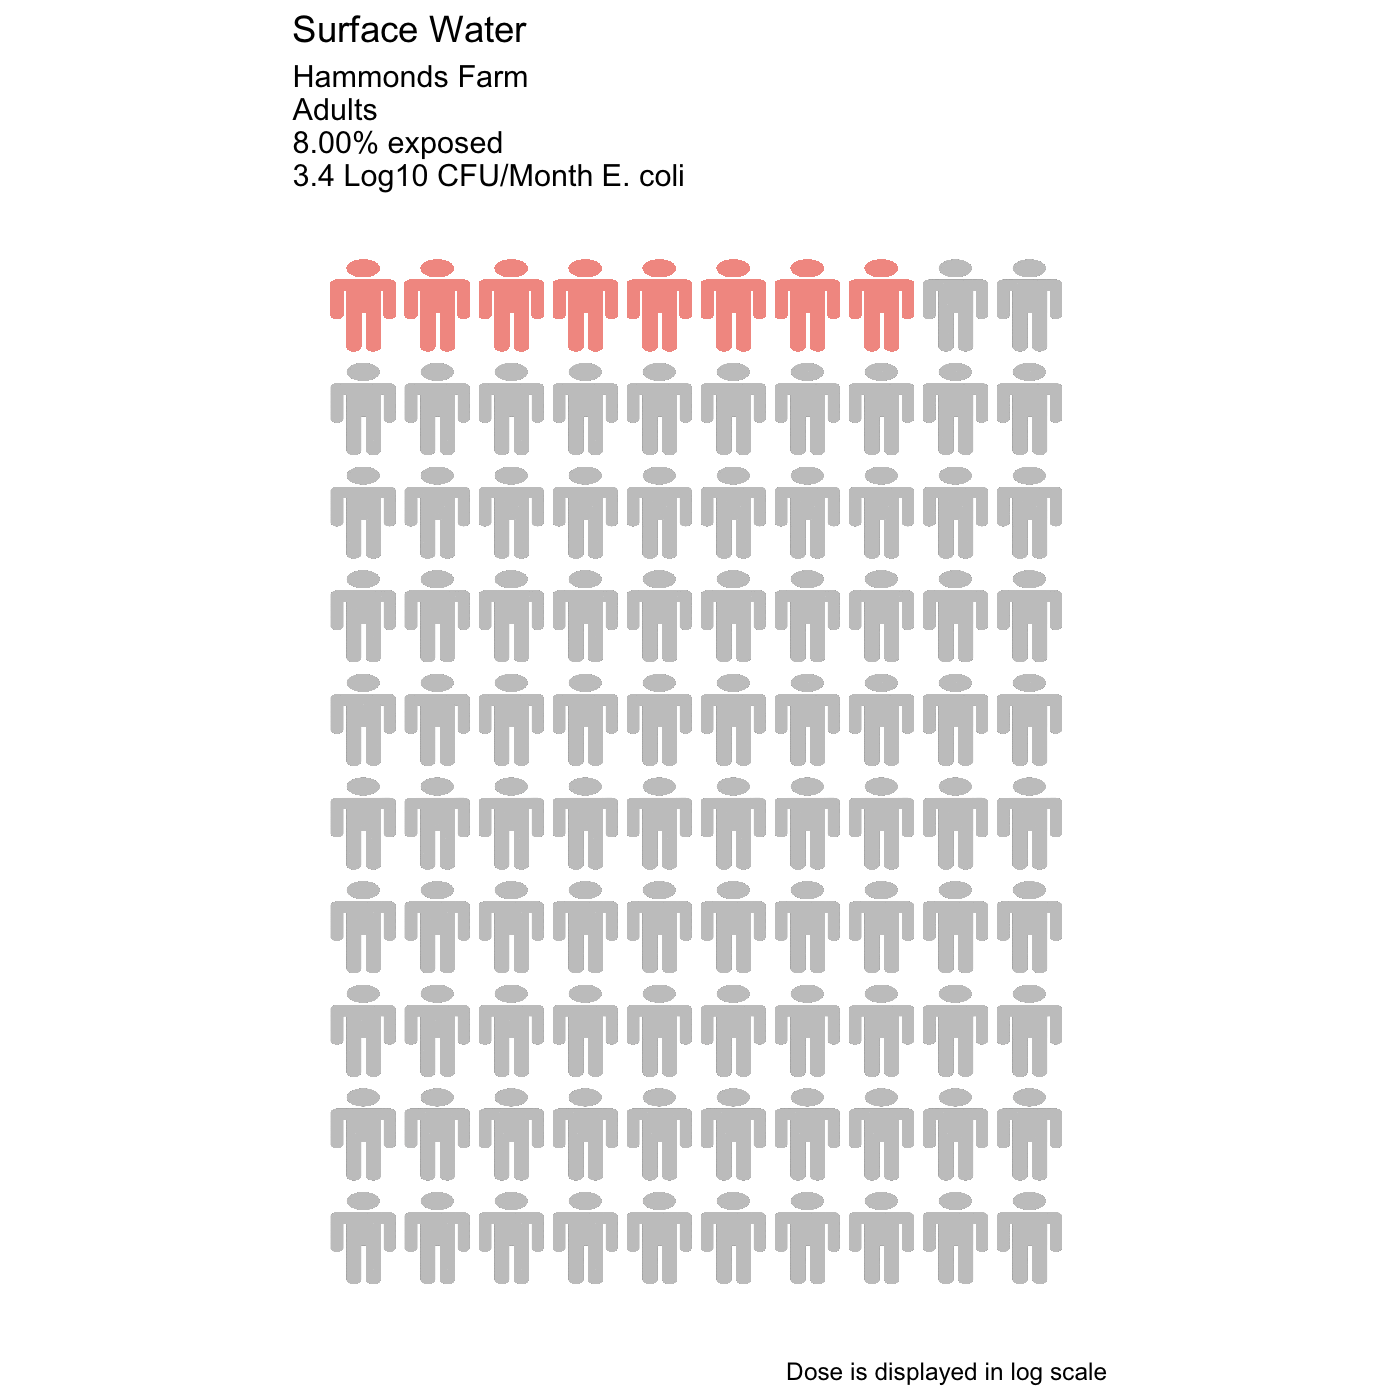 Surface Water
Hammonds Farm
Adults
8.00% exposed
3.4 Log10 CFU/Month E. coli
Dose is displayed in log scale